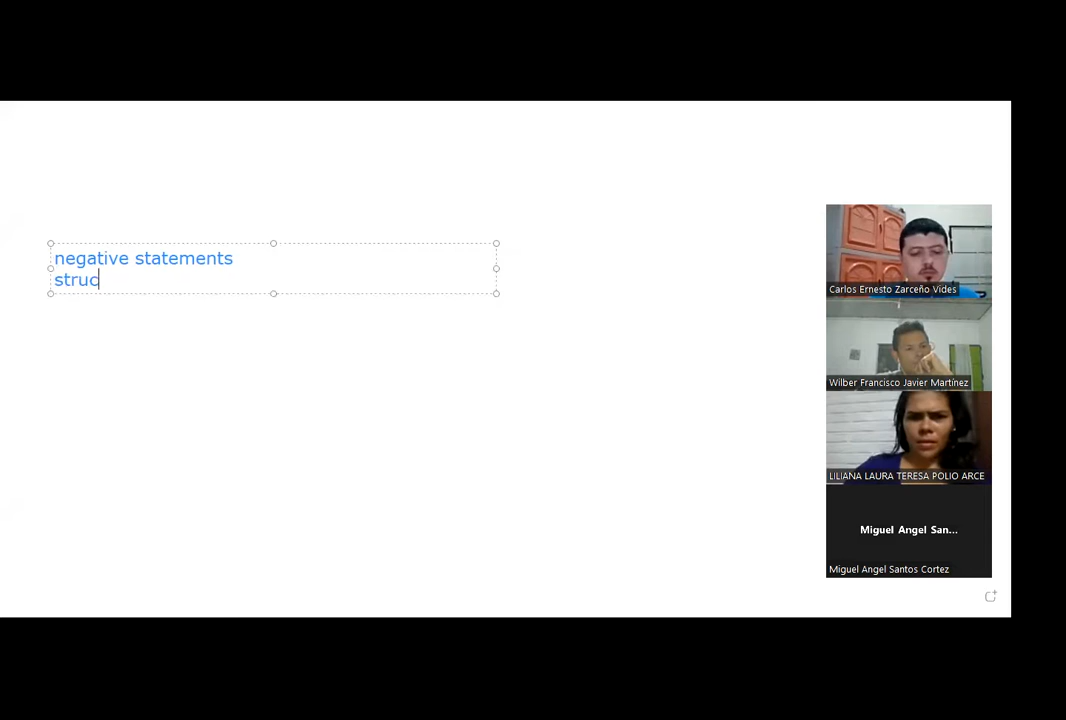 negative statements
struc
Carlos Ernesto Zarceño Vides
Wilber Francisco Javier Martínez
LILIANA LAURA TERESA POLIO ARCE
Miguel Angel San...
Miguel Angel Santos Cortez